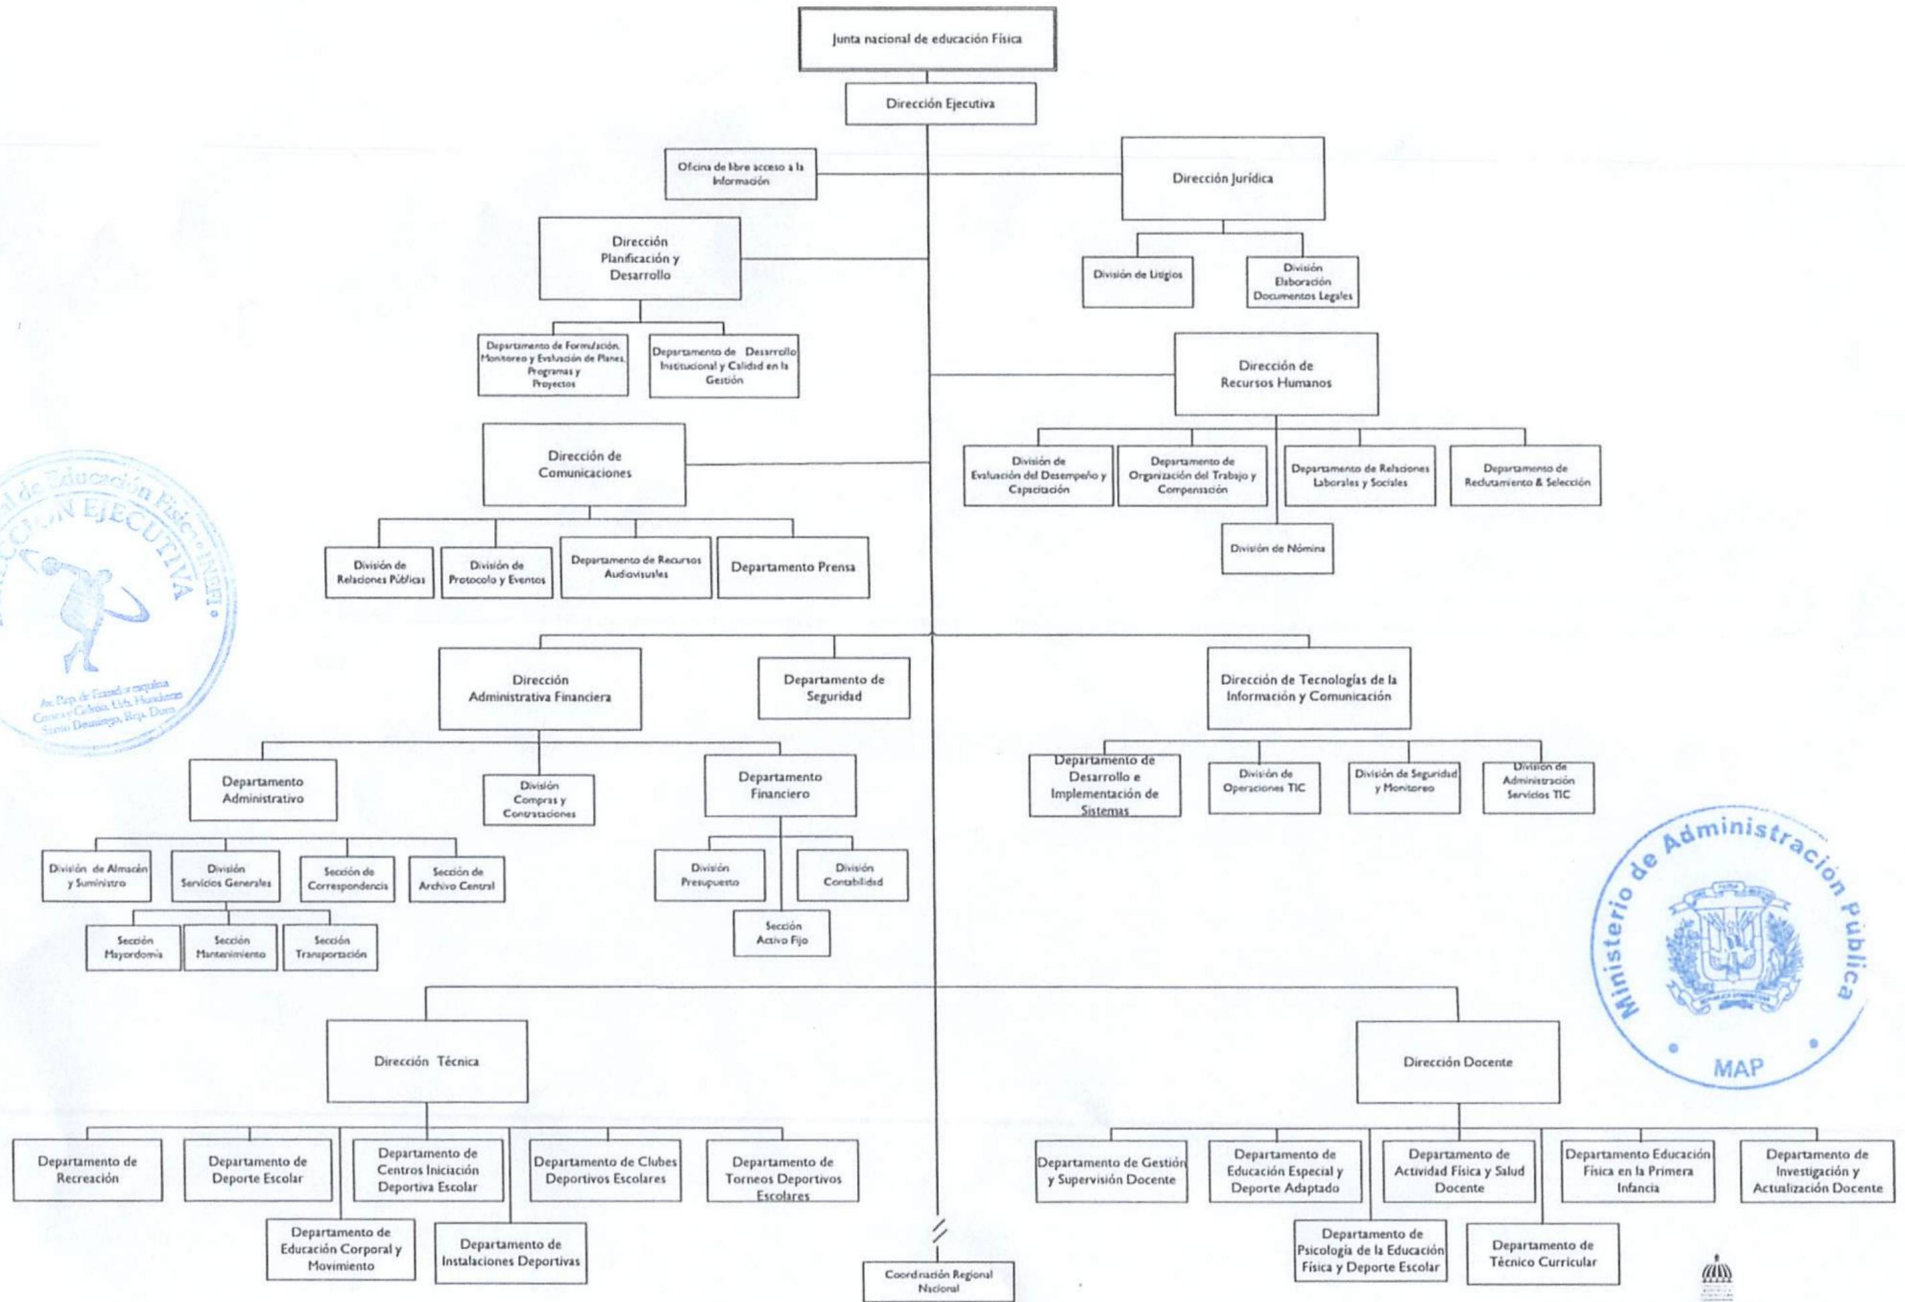 Junta nacional de educación Física
Dirección Ejecutiva
Oficina de libre acceso a la
Información
Dirección Jurídica
Dirección
Planificación y
Desarrollo
División de Litigios
División
Elaboración
Documentos Legales
Departamento de Formulación,
Monitoreo y Evaluación de Planes,
Programas y
Proyectos
Departamento de Desarrollo
Institucional y Calidad en la
Gestión
Dirección de
Recursos Humanos
Dirección de
Comunicaciones
División de
Evaluación del Desempeño y
Capacitación
Departamento de
Organización del Trabajo y
Compensación
Departamento de Relaciones
Laborales y Sociales
Departamento de
Reclutamiento & Selección
División de Nómina
División de
Relaciones Públicas
División de
Protocolo y Eventos
Departamento de Recursos
Audiovisuales
Departamento Prensa
al de Educación Física
EJECUTIVA
Santo Domingo, Rep. Dom.
Dirección
Administrativa Financiera
Departamento de
Seguridad
Dirección de Tecnologías de la
Información y Comunicación
Departamento
Administrativo
División
Compras y
Contrataciones
Departamento
Financiero
Departamento de
Desarrollo e
Implementación de
Sistemas
División de
Operaciones TIC
División de Seguridad
y Monitoreo
División de
Administración
Servicios TIC
División de Almacén
y Suministro
División
Servicios Generales
Sección de
Correspondencia
Sección de
Archivo Central
División
Presupuesto
División
Contabilidad
Sección
Mayordomía
Sección
Mantenimiento
Sección
Transportación
Sección
Activo Fijo
Ministerio de Administración Pública
MAP
Dirección Técnica
Dirección Docente
Departamento de
Recreación
Departamento de
Deporte Escolar
Departamento de
Centros Iniciación
Deportiva Escolar
Departamento de Clubes
Deportivos Escolares
Departamento de
Torneos Deportivos
Escolares
Departamento de Gestión
y Supervisión Docente
Departamento de
Educación Especial y
Deporte Adaptado
Departamento de
Actividad Física y Salud
Docente
Departamento Educación
Física en la Primera
Infancia
Departamento de
Investigación y
Actualización Docente
Departamento de
Educación Corporal y
Movimiento
Departamento de
Instalaciones Deportivas
Departamento de
Psicología de la Educación
Física y Deporte Escolar
Departamento de
Técnico Curricular
Coordinación Regional
Nacional